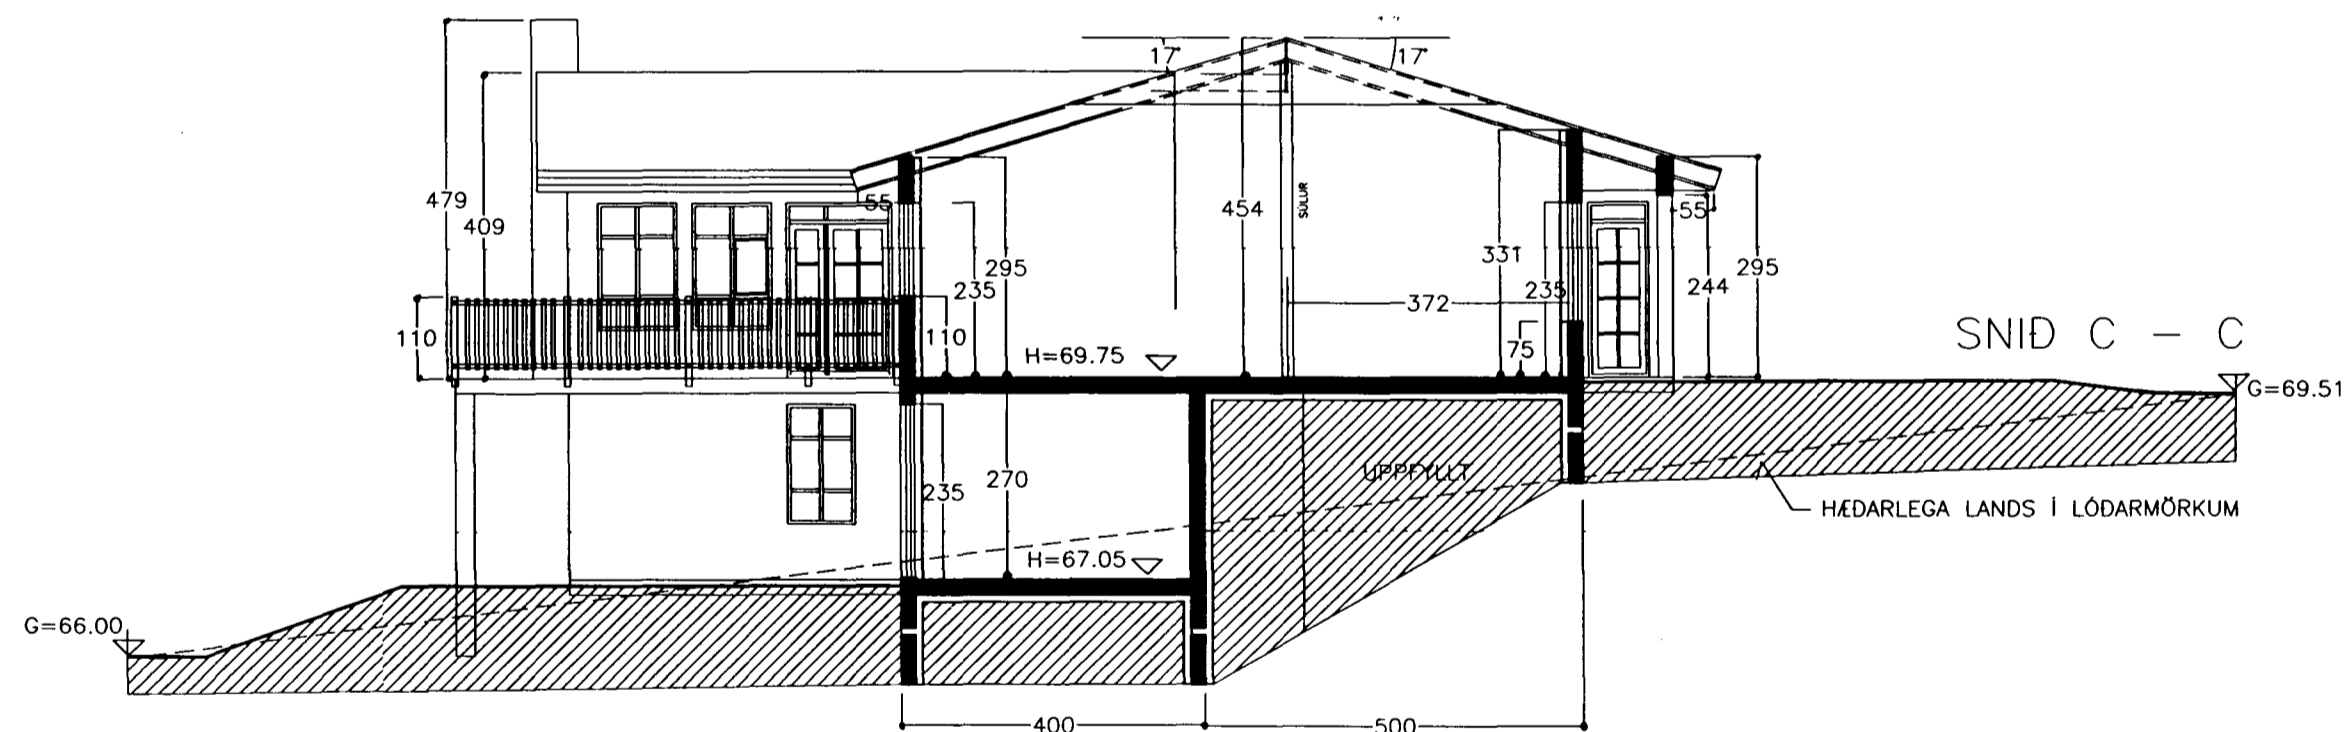 17°
17°
479
409
55
295
235
110
110
454
SÚLUR
331
372
235
75
55
244
295
H=69.75
SNIÐ C - C
G=69.51
UPPFYLLT
270
235
HÆÐARLEGA LANDS Í LÓÐARMÖRKUM
H=67.05
G=66.00
400
500